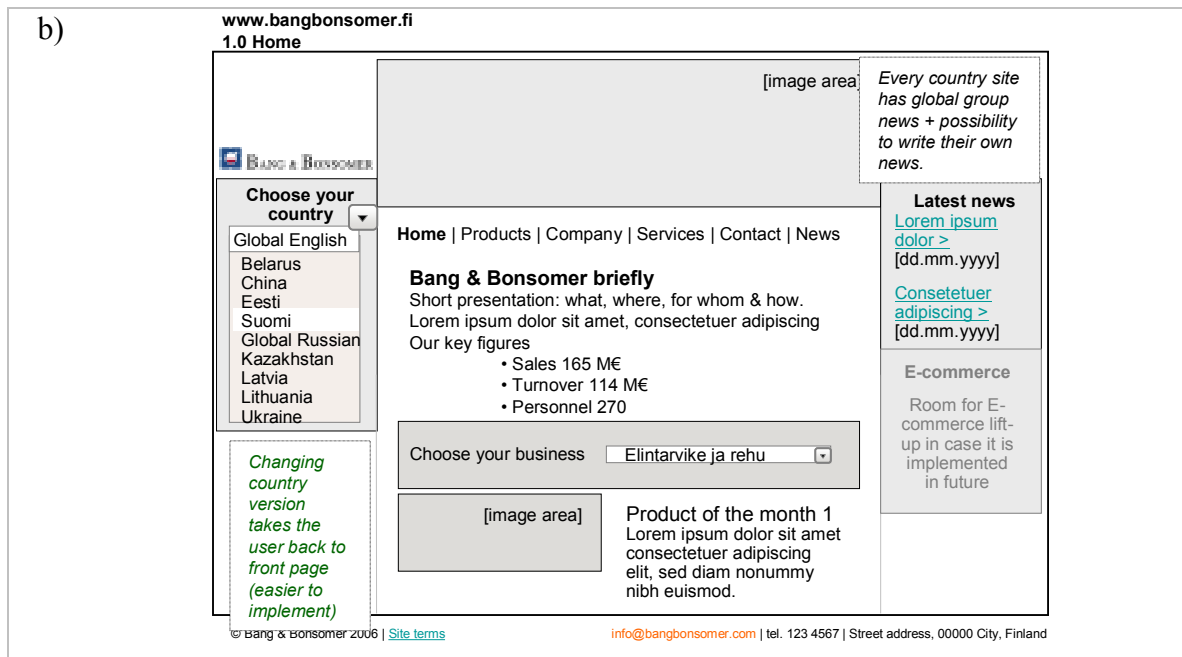 b)
www.bangbonsomer.fi
1.0 Home
[image area]
Every country site
has global group
news + possibility
to write their own
news.
BANG & BONSOMER
Choose your
country
Global English
Belarus
China
Eesti
Suomi
Global Russian
Kazakhstan
Latvia
Lithuania
Ukraine
Changing
country
version
takes the
user back to
front page
(easier to
implement)
Home | Products | Company | Services | Contact | News
Bang & Bonsomer briefly
Short presentation: what, where, for whom & how.
Lorem ipsum dolor sit amet, consectetuer adipiscing
Our key figures
• Sales 165 M€
• Turnover 114 M€
• Personnel 270
Choose your business
Elintarvike ja rehu
[image area]
Product of the month 1
Lorem ipsum dolor sit amet
consectetuer adipiscing
elit, sed diam nonummy
nibh euismod.
Latest news
Lorem ipsum
dolor >
[dd.mm.yyyy]
Consetetuer
adipiscing >
[dd.mm.yyyy]
E-commerce
Room for E-
commerce lift-
up in case it is
implemented
in future
© Bang & Bonsomer 2006 | Site terms
info@bangbonsomer.com | tel. 123 4567 | Street address, 00000 City, Finland